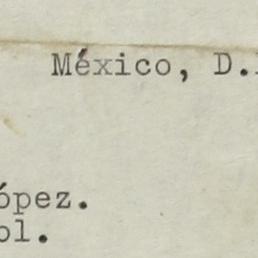 México, D.
ópez.
ol.